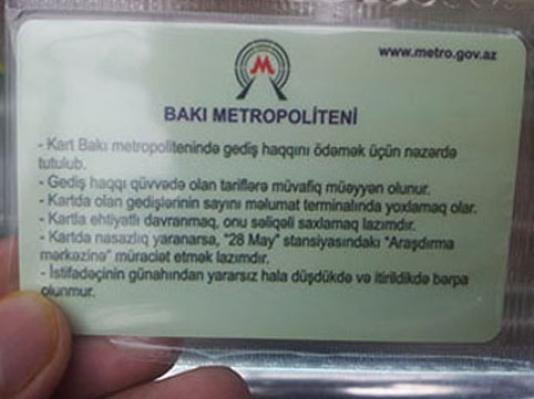 www.metro.gov.az
M
BAKI METROPOLİTENİ
- Kart Bakı metropolitenində gediş haqqını ödəmək üçün nəzərdə
tutulub.
- Gediş haqqı qüvvədə olan tariflərə müvafiq müəyyən olunur.
- Kartda olan gedişlərinin sayını məlumat terminalında yoxlamaq olar.
- Kartla ehtiyatlı davranmaq, onu səliqəli saxlamaq lazımdır.
- Kartda nasazlıq yaranarsa, "28 May" stansiyasındakı "Araşdırma
mərkəzinə" müraciət etmək lazımdır.
- İstifadəçinin günahından yararsız hala düşdükdə və itirildikdə bərpa
olunmur.